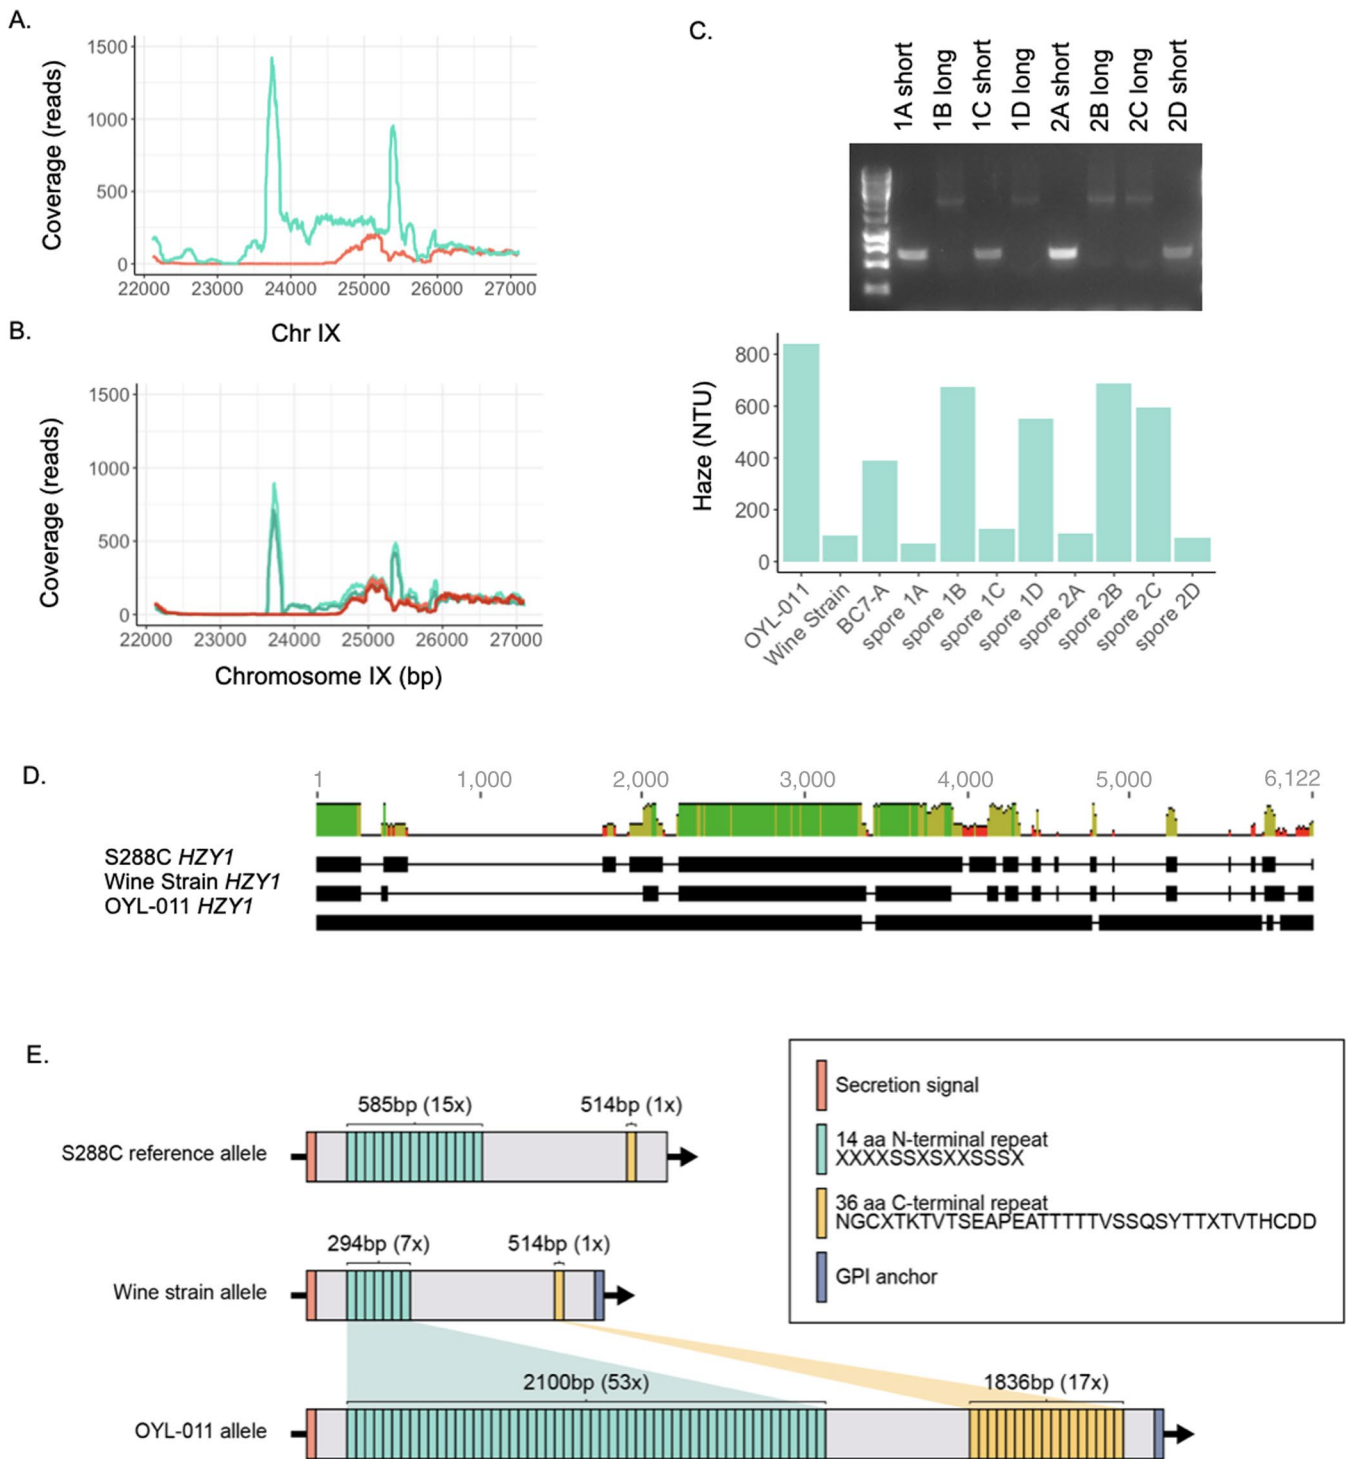 A.
1500
1000
500
0
Coverage (reads)
22000 23000 24000 25000 26000 27000
Chr IX
B.
1500
1000
500
0
Coverage (reads)
22000 23000 24000 25000 26000 27000
Chromosome IX (bp)
C.
1A short
1B long
1C short
1D long
2A short
2B long
2C long
2D short
800
600
400
200
0
Haze (NTU)
OYL-011
Wine Strain
BC7-A
spore 1A
spore 1B
spore 1C
spore 1D
spore 2A
spore 2B
spore 2C
spore 2D
D.
1 1,000 2,000 3,000 4,000 5,000 6,122
S288C HZY1
Wine Strain HZY1
OYL-011 HZY1
E.
585bp (15x) 514bp (1x)
S288C reference allele
294bp (7x) 514bp (1x)
Wine strain allele
2100bp (53x) 1836bp (17x)
OYL-011 allele
Secretion signal
14 aa N-terminal repeat
XXXXSSXSXXSSSX
36 aa C-terminal repeat
NGCXTKTVTSEAPEATTTTTVSSQSYTTXTVTHCDD
GPI anchor